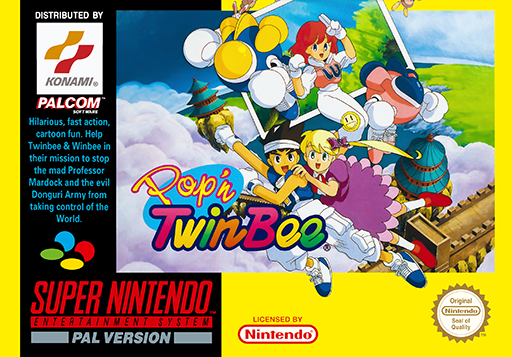 DISTRIBUTED BY
KONAMI®
PALCOM™
SOFTWARE
Hilarious, fast action,
cartoon fun. Help
Twinbee & Winbee in
their mission to stop
the mad Professor
Mardock and the evil
Donguri Army from
taking control of the
World.
Pop'n
TwinBee®
SUPER NINTENDO™
ENTERTAINMENT SYSTEM
PAL VERSION
LICENSED BY
Nintendo®
Original
Nintendo
Seal of
Quality